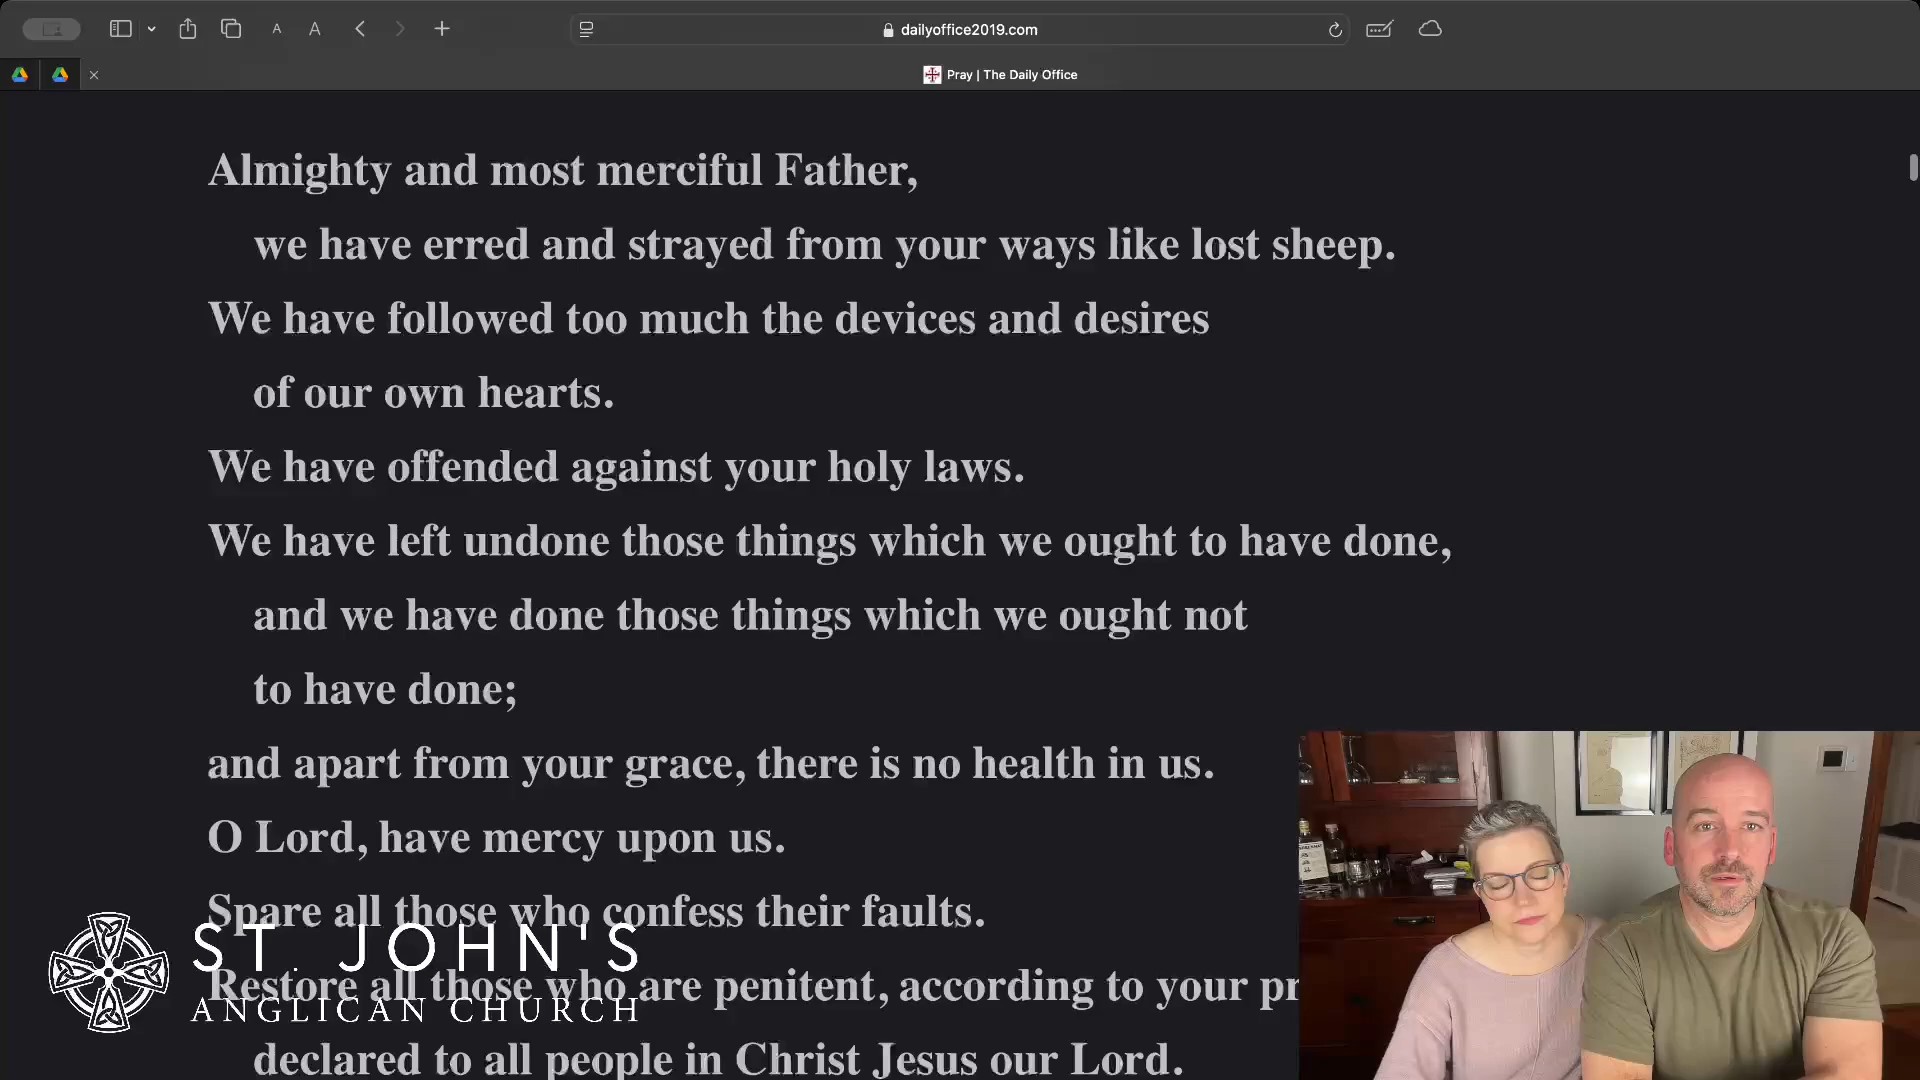 A
A
dailyoffice2019.com
Pray | The Daily Office
Almighty and most merciful Father,
we have erred and strayed from your ways like lost sheep.
We have followed too much the devices and desires
of our own hearts.
We have offended against your holy laws.
We have left undone those things which we ought to have done,
and we have done those things which we ought not
to have done;
and apart from your grace, there is no health in us.
O Lord, have mercy upon us.
Spare all those who confess their faults.
ST. JOHN'S
Restore all those who are penitent, according to your pr
ANGLICAN CHURCH
declared to all people in Christ Jesus our Lord.